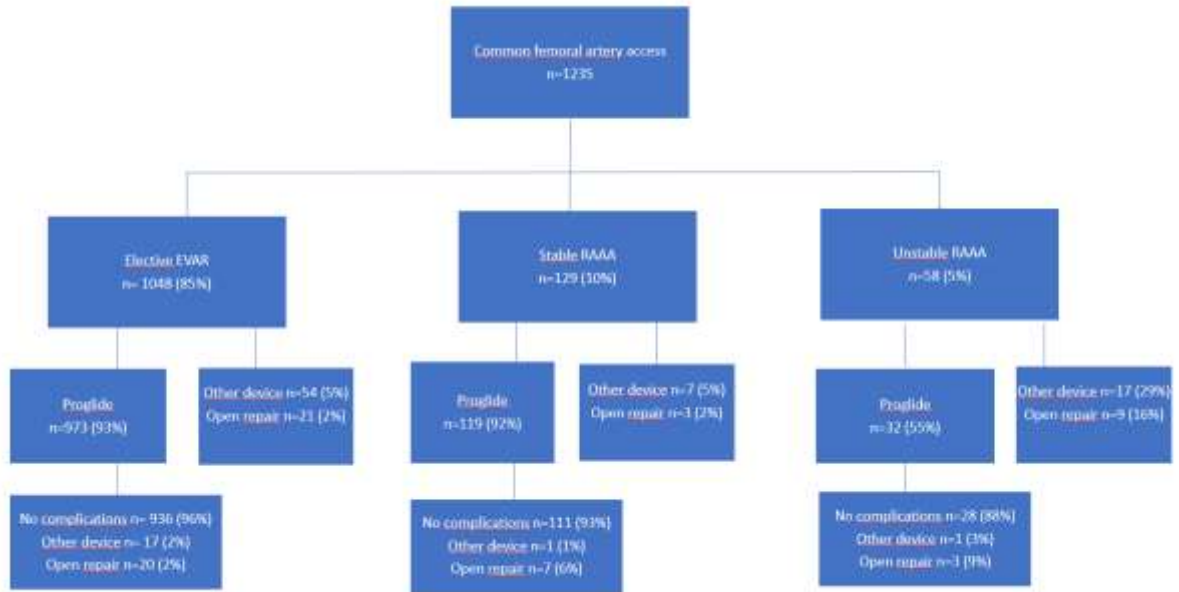 Common femoral artery access
n=1235
Elective EVAR
n= 1048 (85%)
Stable RAAA
n=129 (10%)
Unstable RAAA
n=58 (5%)
Proglide
n=973 (93%)
Other device n=54 (5%)
Open repair n=21 (2%)
Proglide
n=119 (92%)
Other device n=7 (5%)
Open repair n=3 (2%)
Proglide
n=32 (55%)
Other device n=17 (29%)
Open repair n=9 (16%)
No complications n= 936 (96%)
Other device n= 17 (2%)
Open repair n=20 (2%)
No complications n=111 (93%)
Other device n=1 (1%)
Open repair n=7 (6%)
No complications n=28 (88%)
Other device n=1 (3%)
Open repair n=3 (9%)